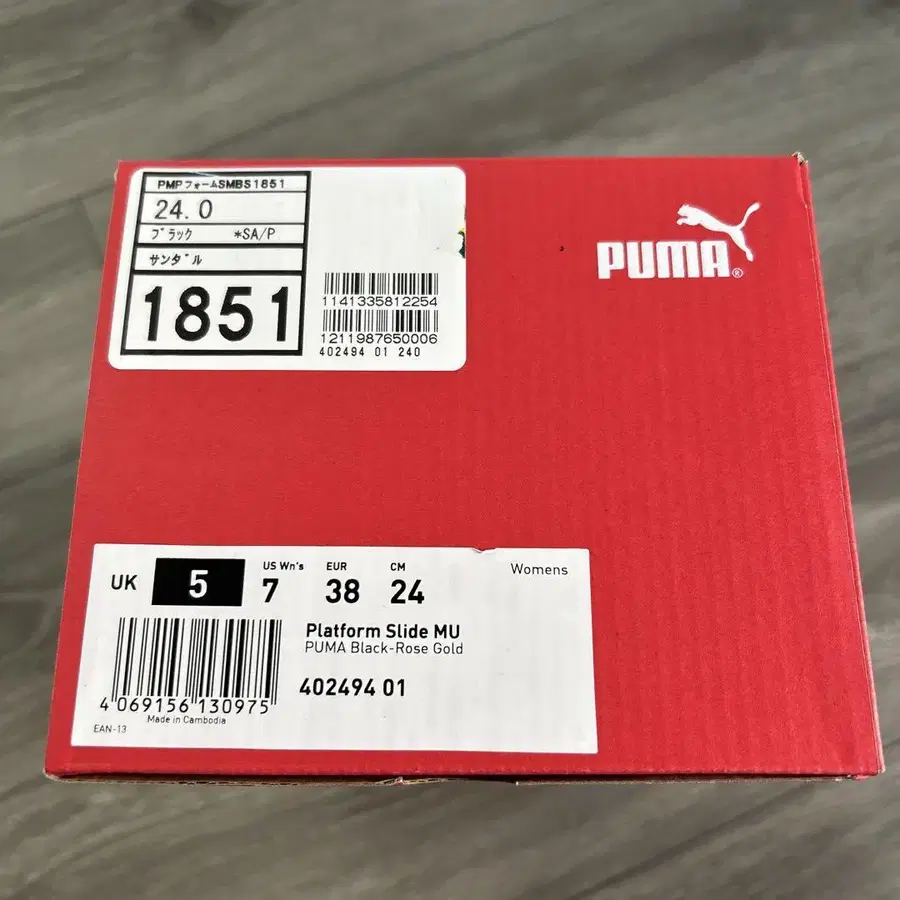 PMPフォームSMBS1851
24.0
ブラック *SA/P
サンダル
1851
1141335812254
1211987650006
402494 01 240
PUMA®
UK 5 US Wn's 7 EUR 38 CM 24
Womens
Platform Slide MU
PUMA Black-Rose Gold
402494 01
4 069156 130975
Made in Cambodia
EAN-13